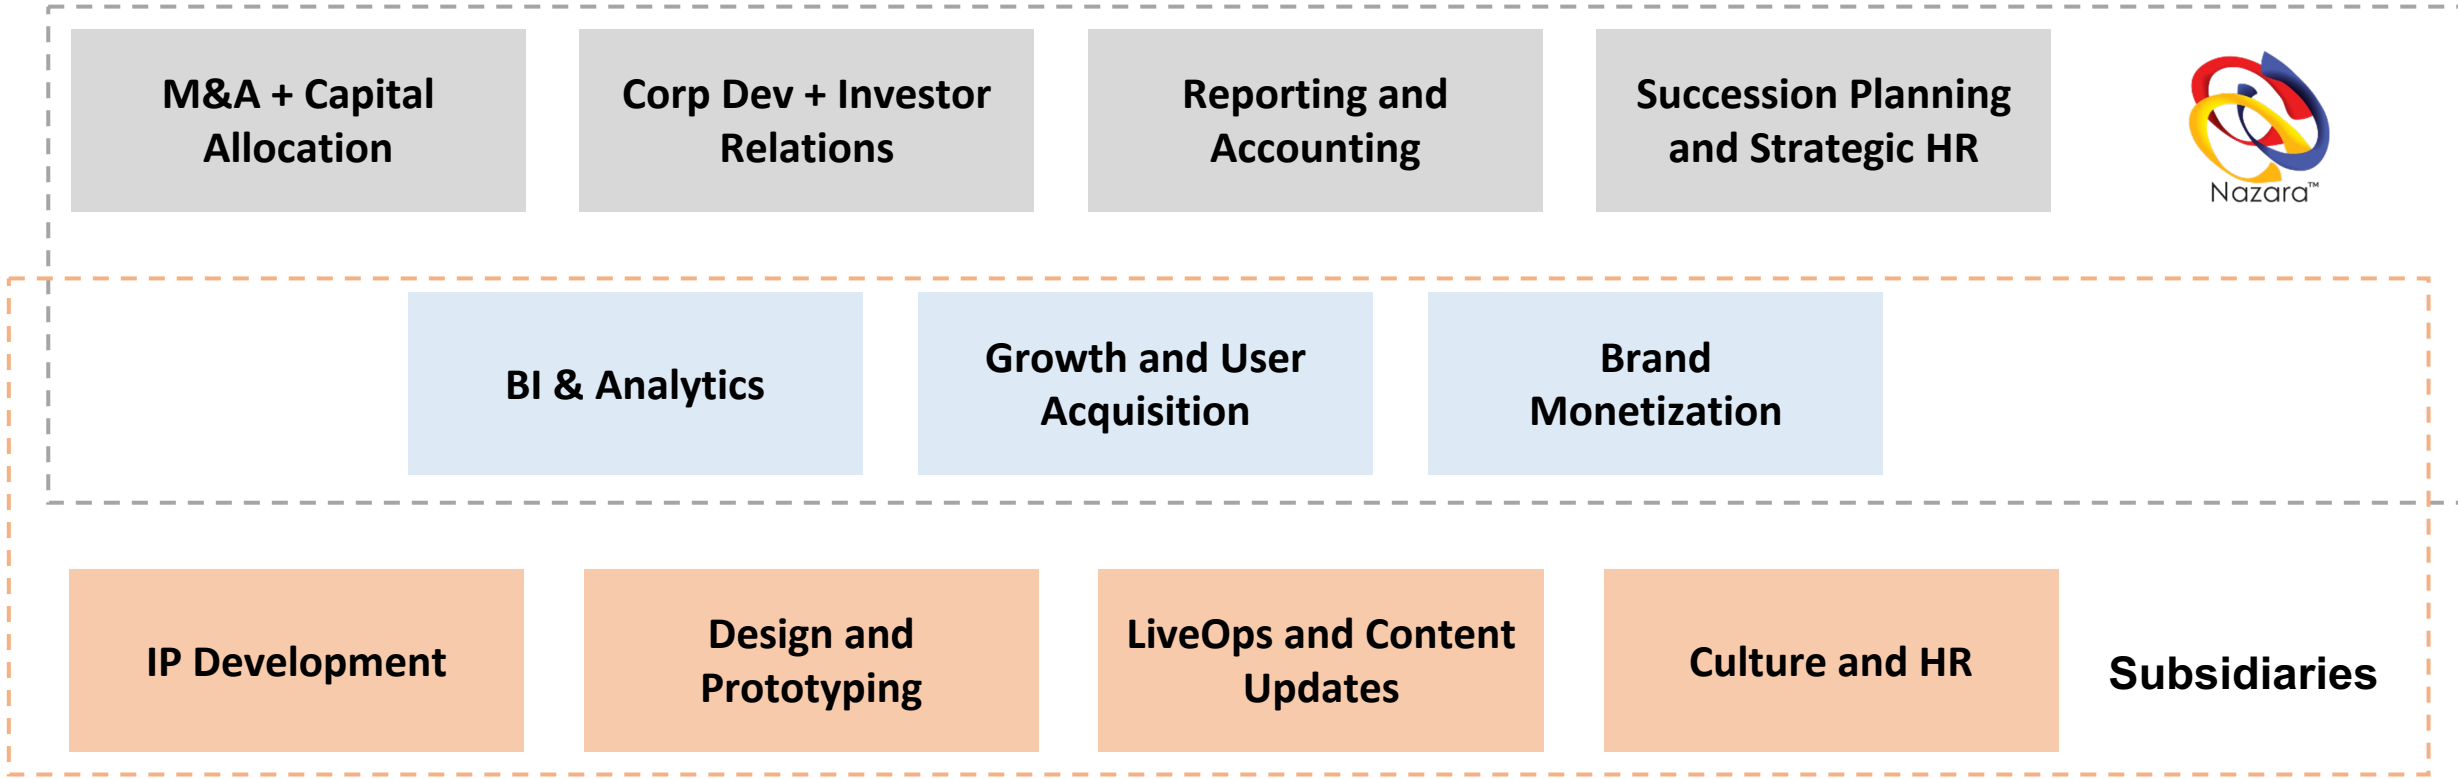 M&A + Capital
Allocation
Corp Dev + Investor
Relations
Reporting and
Accounting
Succession Planning
and Strategic HR
Nazara™
BI & Analytics
Growth and User
Acquisition
Brand
Monetization
IP Development
Design and
Prototyping
LiveOps and Content
Updates
Culture and HR
Subsidiaries